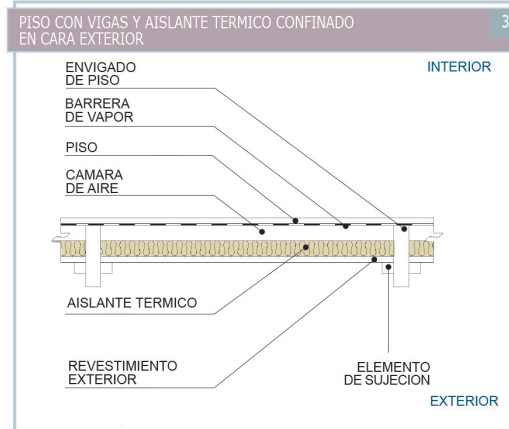 PISO CON VIGAS Y AISLANTE TERMICO CONFINADO
EN CARA EXTERIOR
3
ENVIGADO
DE PISO
INTERIOR
BARRERA
DE VAPOR
PISO
CAMARA
DE AIRE
AISLANTE TERMICO
REVESTIMIENTO
EXTERIOR
ELEMENTO
DE SUJECION
EXTERIOR